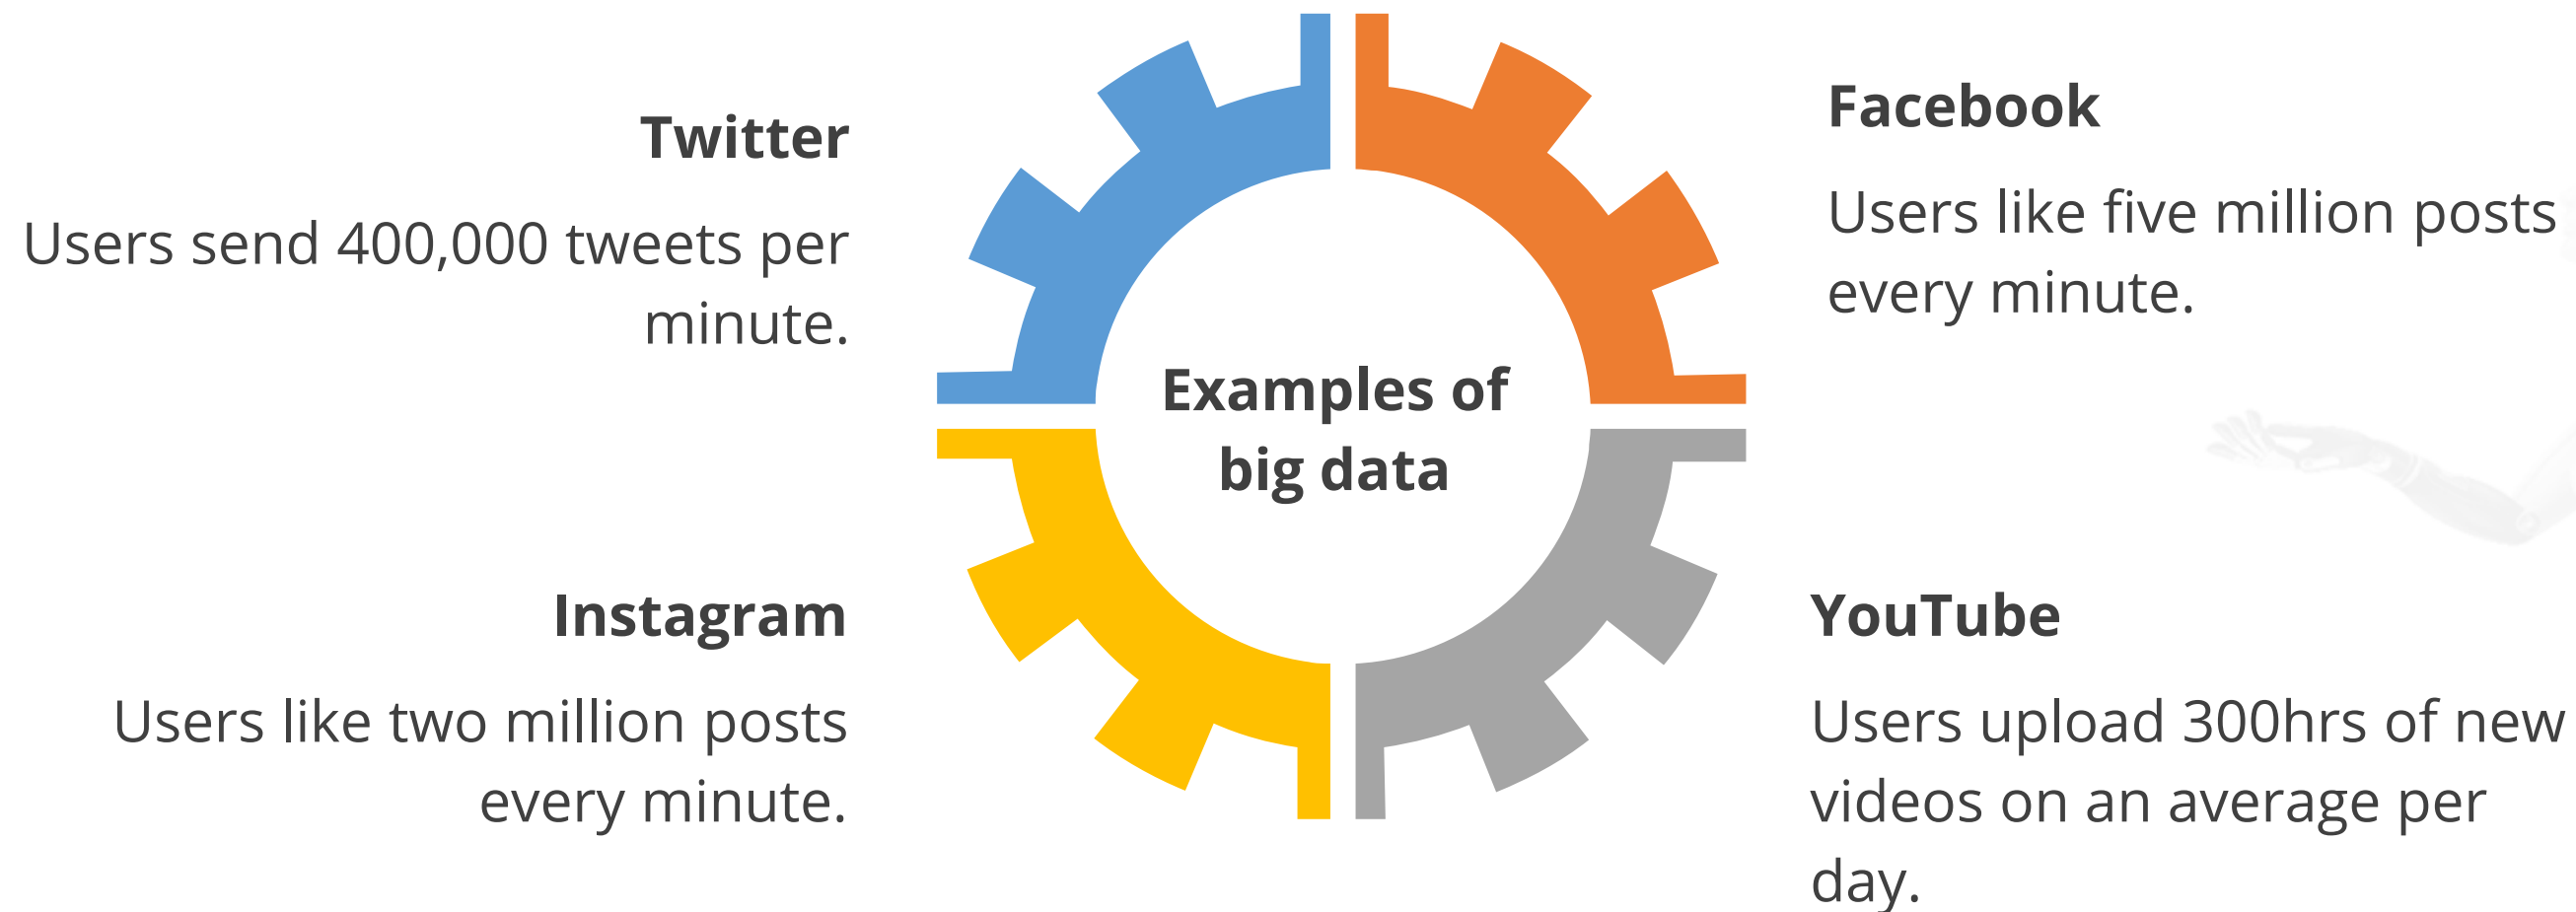 Twitter
Users send 400,000 tweets per
minute.
Facebook
Users like five million posts
every minute.
Examples of
big data
Instagram
Users like two million posts
every minute.
YouTube
Users upload 300hrs of new
videos on an average per
day.